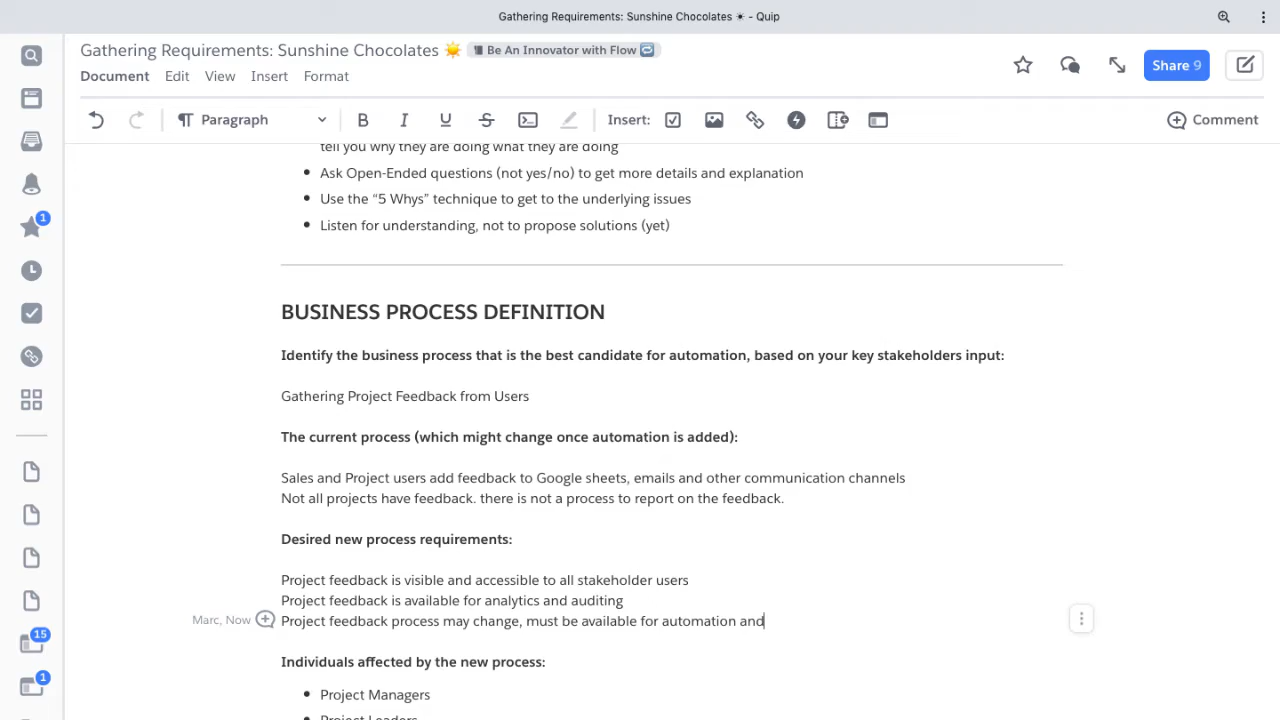 Gathering Requirements: Sunshine Chocolates ☀ - Quip
Gathering Requirements: Sunshine Chocolates ☀️ Be An Innovator with Flow
Document Edit View Insert Format
Share 9
Paragraph B I U S Insert: Comment
tell you why they are doing what they are doing
• Ask Open-Ended questions (not yes/no) to get more details and explanation
• Use the “5 Whys” technique to get to the underlying issues
1
• Listen for understanding, not to propose solutions (yet)
BUSINESS PROCESS DEFINITION
Identify the business process that is the best candidate for automation, based on your key stakeholders input:
Gathering Project Feedback from Users
The current process (which might change once automation is added):
Sales and Project users add feedback to Google sheets, emails and other communication channels
Not all projects have feedback. there is not a process to report on the feedback.
Desired new process requirements:
Project feedback is visible and accessible to all stakeholder users
Project feedback is available for analytics and auditing
Marc, Now Project feedback process may change, must be available for automation and
15
Individuals affected by the new process:
1
• Project Managers
• Project Leaders